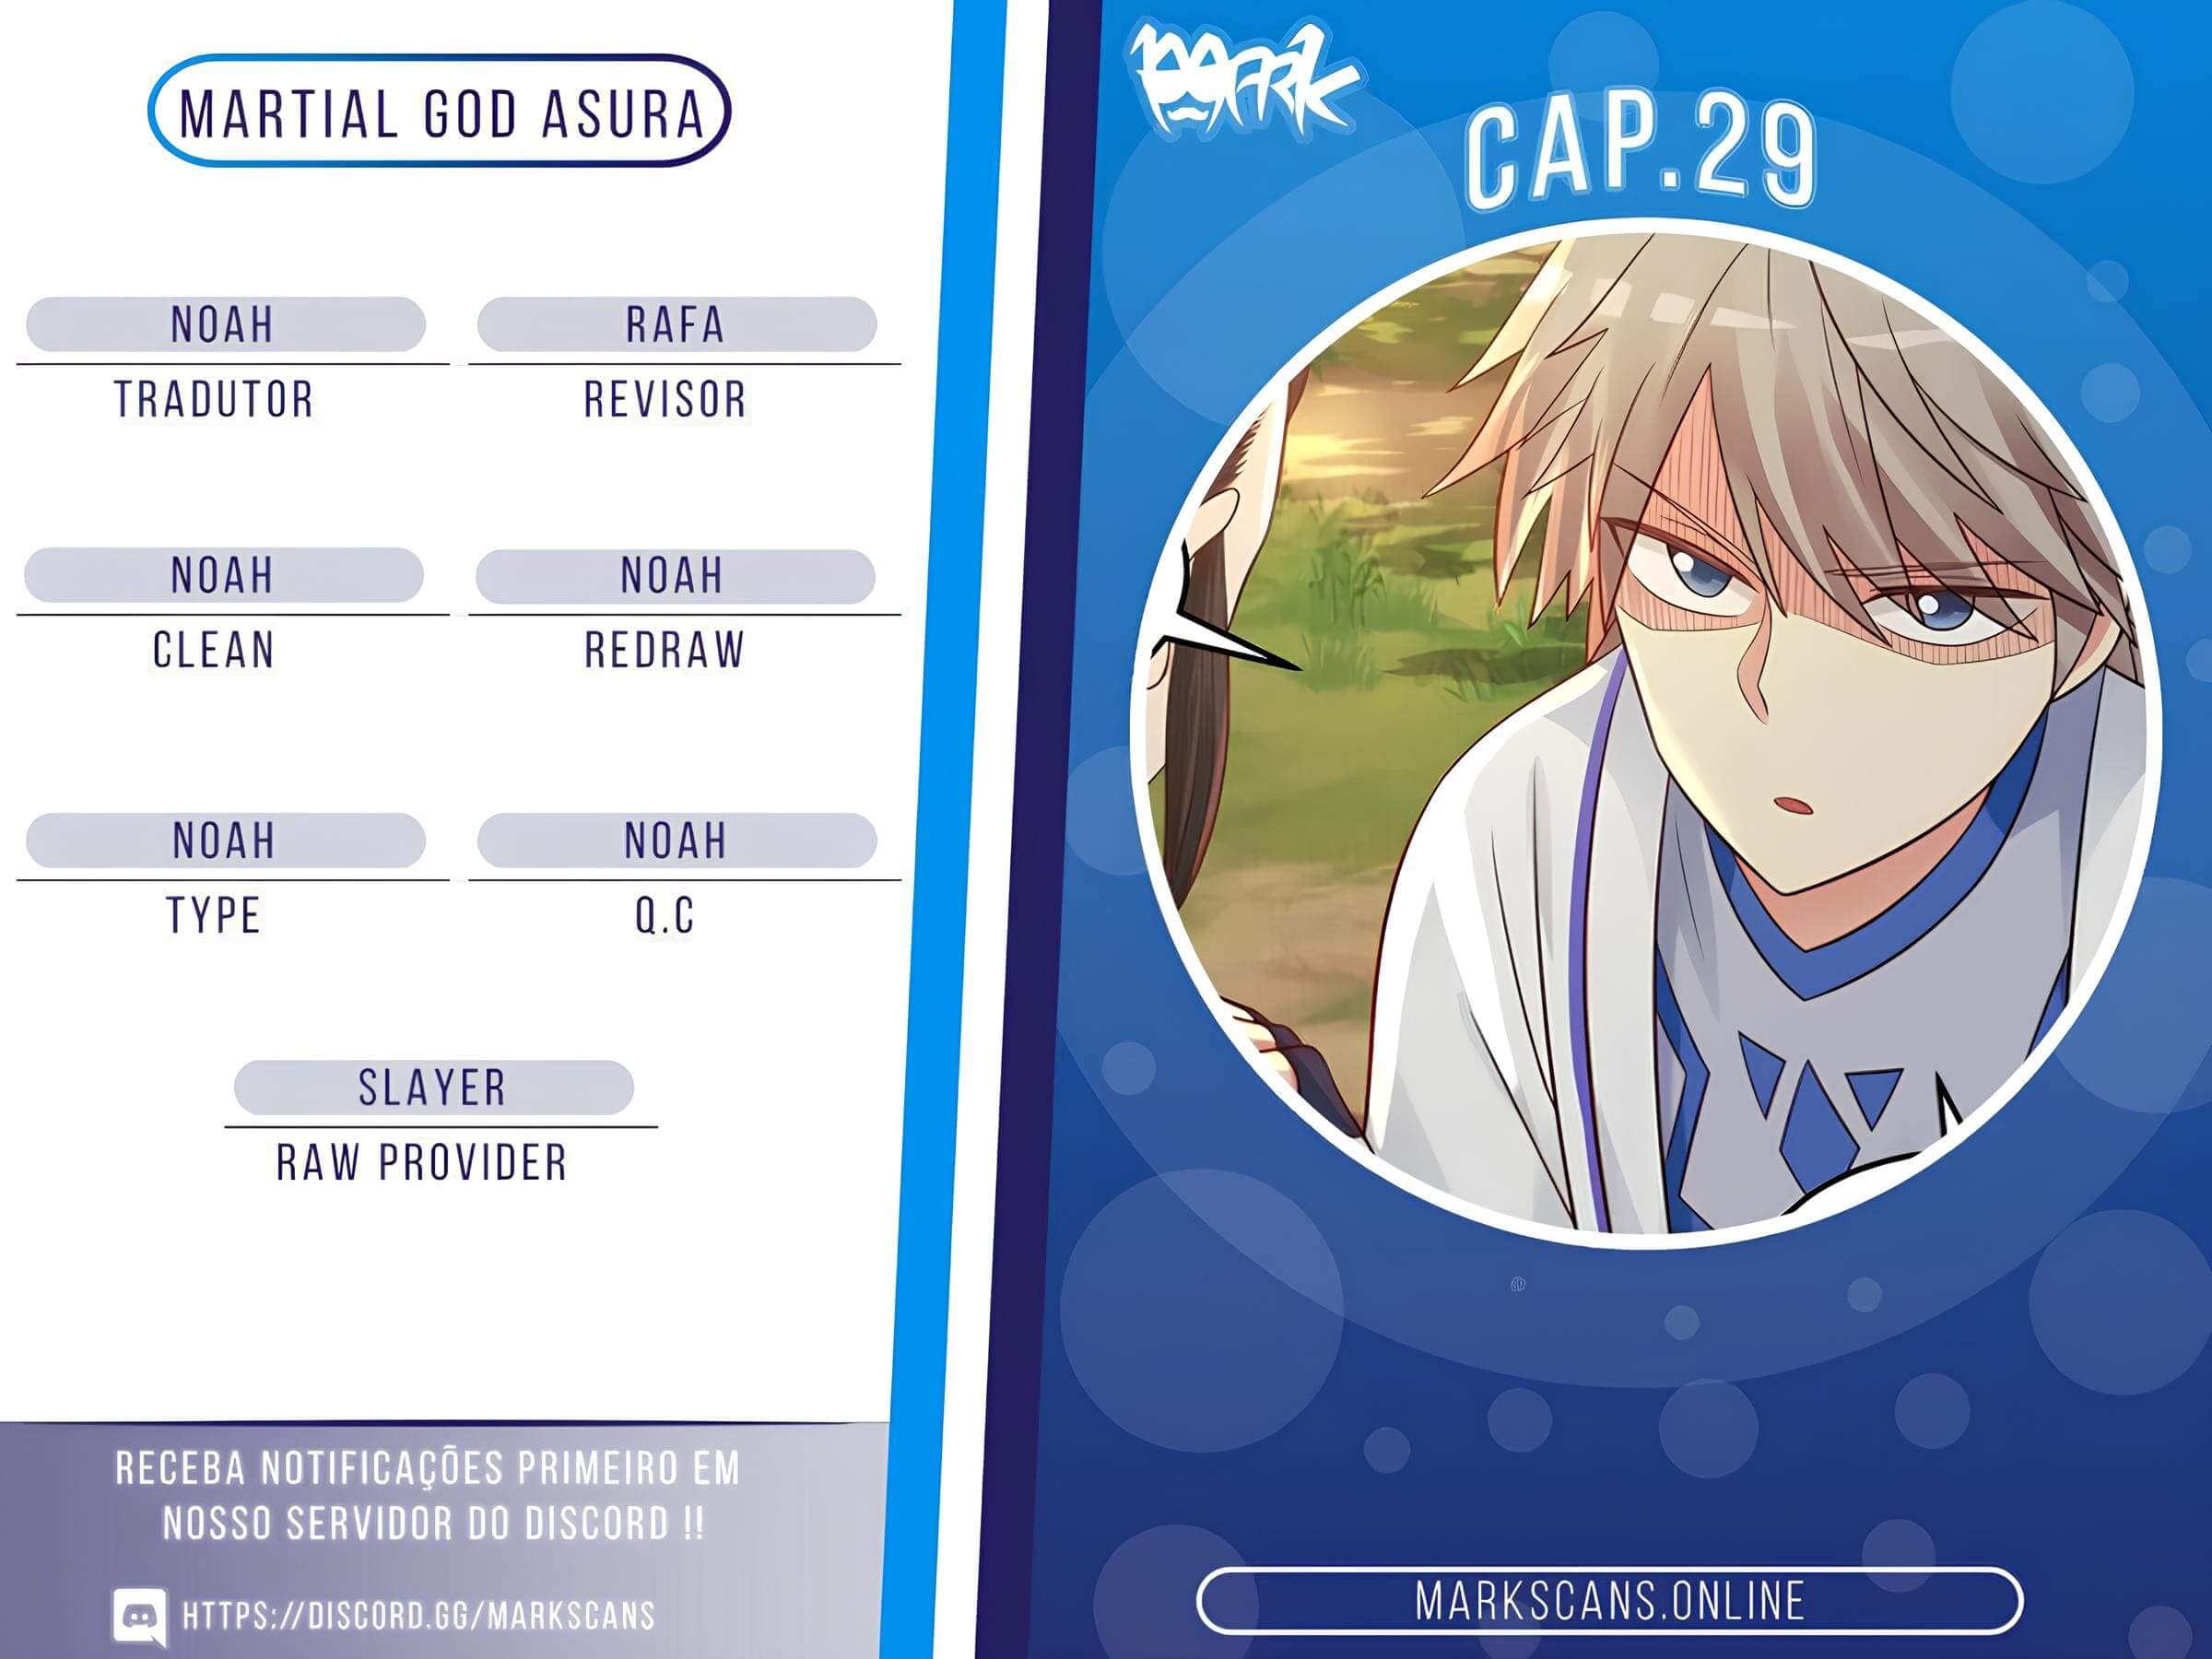 MARTIAL GOD ASURA
NOAH
TRADUTOR
RAFA
REVISOR
NOAH
CLEAN
NOAH
REDRAW
NOAH
TYPE
NOAH
Q.C
SLAYER
RAW PROVIDER
RECEBA NOTIFICAÇÕES PRIMEIRO EM
NOSSO SERVIDOR DO DISCORD !!
HTTPS://DISCORD.GG/MARKSCANS
MARK
CAP.29
MARKSCANS.ONLINE